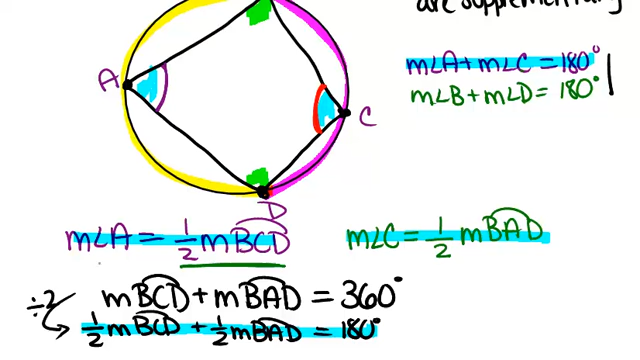 are supplementary
m∠A + m∠C = 180°
m∠B + m∠D = 180°
A
C
D
m∠A = 1/2 mBCD
m∠C = 1/2 mBAD
÷2
mBCD + mBAD = 360°
1/2 mBCD + 1/2 mBAD = 180°